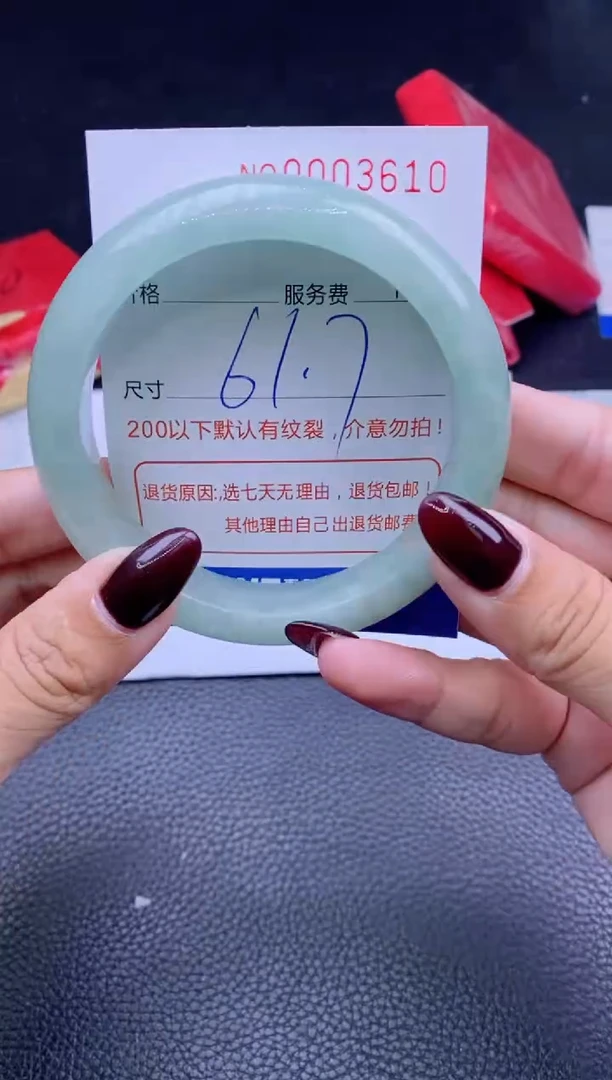 NO0003610
价格 服务费
尺寸 61.7
200以下默认有纹裂，介意勿拍！
退货原因:,选七天无理由，退货包邮！
其他理由自己出退货邮费